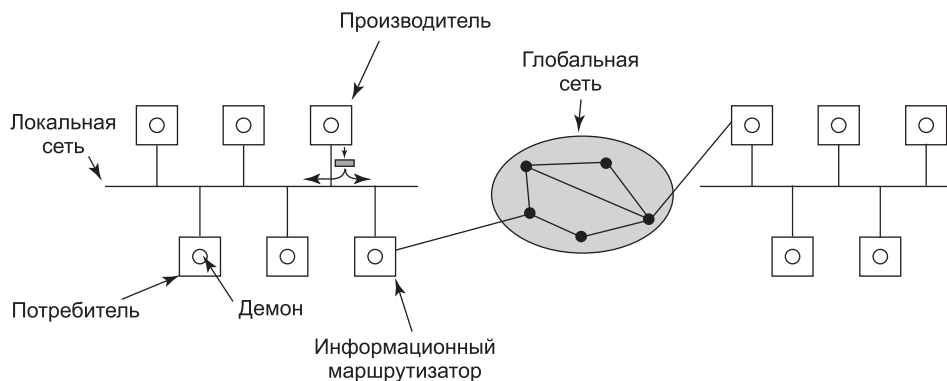 Производитель
Глобальная
сеть
Локальная
сеть
Потребитель
Демон
Информационный
маршрутизатор